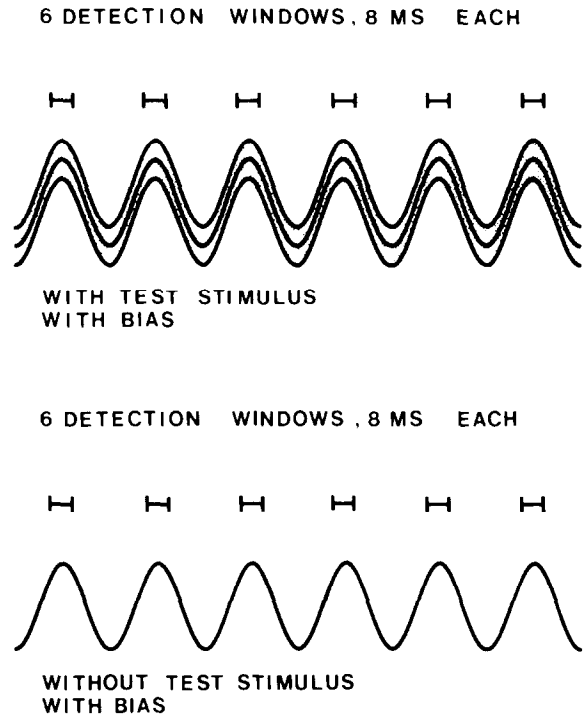 6 DETECTION WINDOWS, 8 MS EACH
WITH TEST STIMULUS
WITH BIAS
6 DETECTION WINDOWS, 8 MS EACH
WITHOUT TEST STIMULUS
WITH BIAS